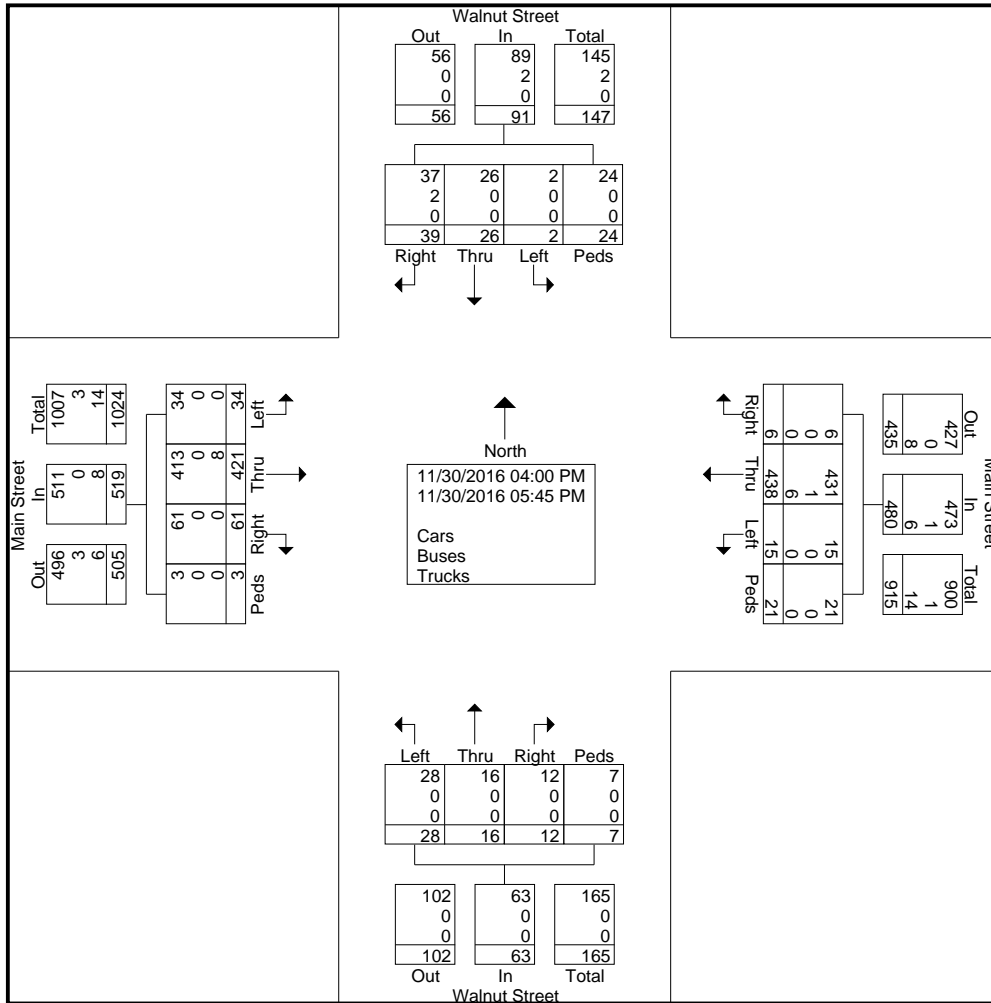 Walnut Street
Out In Total
56 89 145
0 2 2
0 0 0
56 91 147
37 26 2 24
2 0 0 0
0 0 0 0
39 26 2 24
Right Thru Left Peds
Main Street
Total
1007
3
14
1024
In
511
0
8
519
Out
496
3
6
505
34
0
0
34
Left
413
0
8
421
Thru
61
0
0
61
Right
3
0
0
3
Peds
North
11/30/2016 04:00 PM
11/30/2016 05:45 PM
Cars
Buses
Trucks
Right
6
0
0
6
Thru
431
1
6
438
Left
15
0
0
15
Peds
21
0
0
21
Main Street
Out
427
0
8
435
In
473
1
6
480
Total
900
1
14
915
Left Thru Right Peds
28 16 12 7
0 0 0 0
0 0 0 0
28 16 12 7
102 63 165
0 0 0
0 0 0
102 63 165
Out In Total
Walnut Street